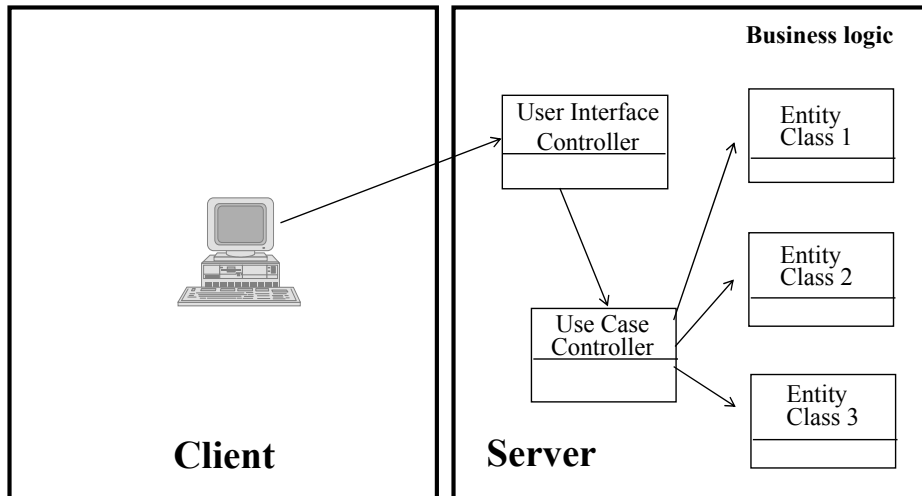 Business logic
User Interface
Controller
Entity
Class 1
Entity
Class 2
Use Case
Controller
Entity
Class 3
Client
Server